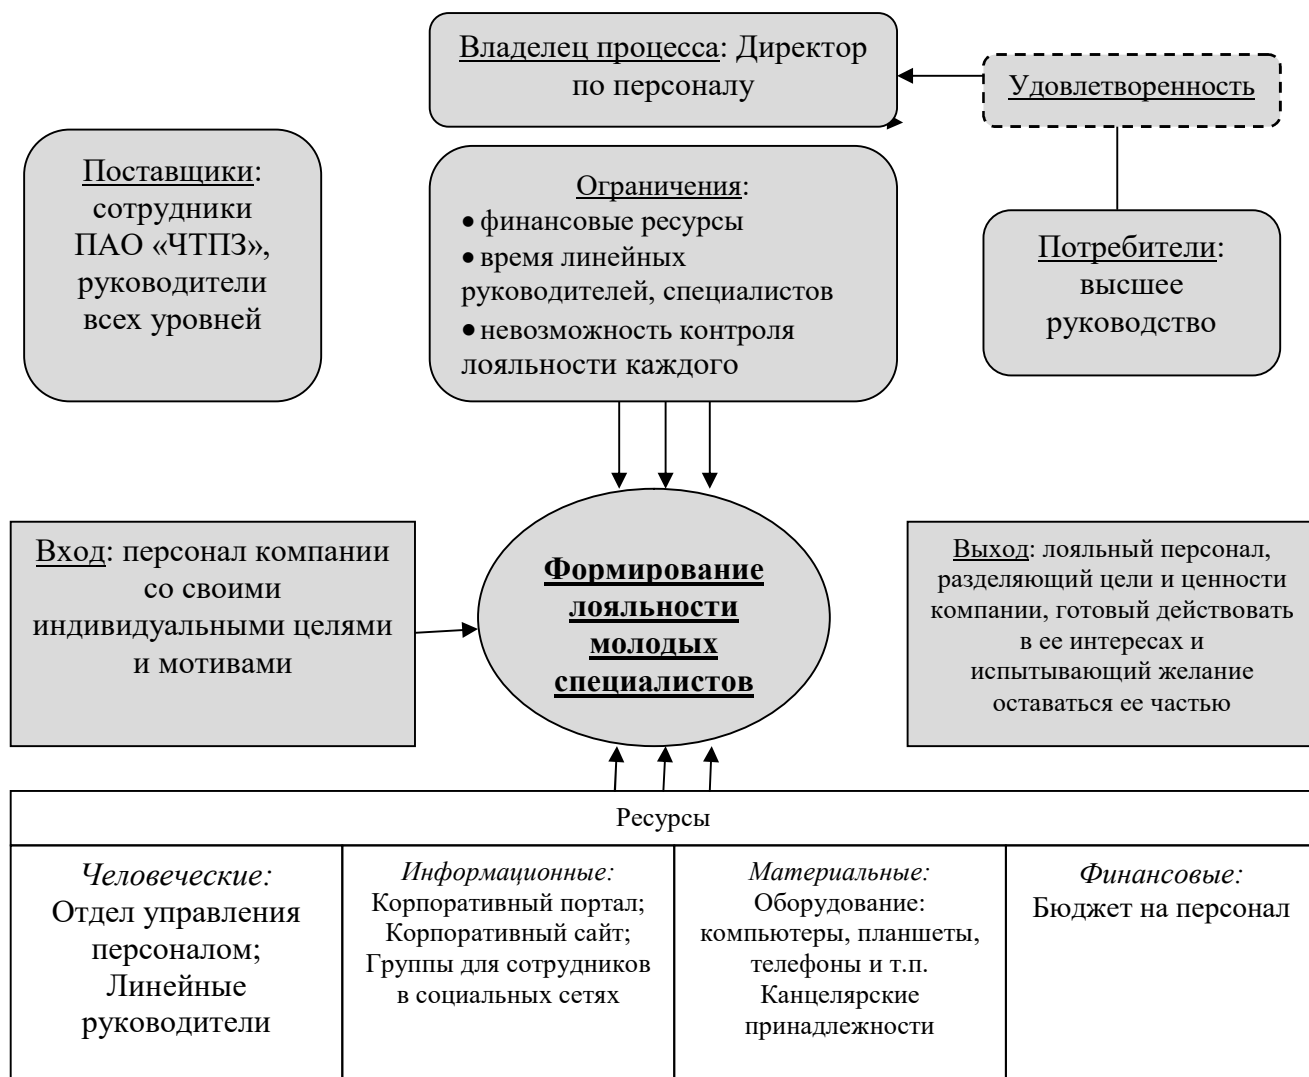 Владелец процесса: Директор
по персоналу
Удовлетворенность
Поставщики:
сотрудники
ПАО «ЧТПЗ»,
руководители
всех уровней
Ограничения:
• финансовые ресурсы
• время линейных
руководителей, специалистов
• невозможность контроля
лояльности каждого
Потребители:
высшее
руководство
Вход: персонал компании
со своими
индивидуальными целями
и мотивами
Формирование
лояльности
молодых
специалистов
Выход: лояльный персонал,
разделяющий цели и ценности
компании, готовый действовать
в ее интересах и
испытывающий желание
оставаться ее частью
Ресурсы
Человеческие:
Отдел управления
персоналом;
Линейные
руководители
Информационные:
Корпоративный портал;
Корпоративный сайт;
Группы для сотрудников
в социальных сетях
Материальные:
Оборудование:
компьютеры, планшеты,
телефоны и т.п.
Канцелярские
принадлежности
Финансовые:
Бюджет на персонал